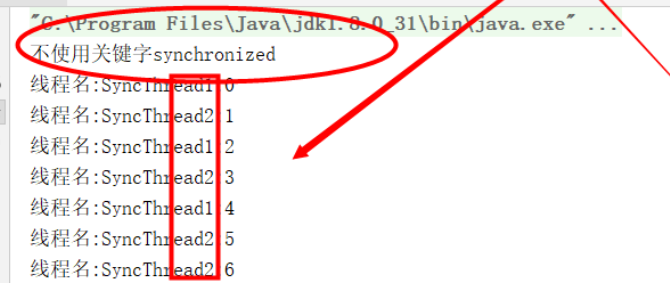 "C:\Program Files\Java\jdk1.8.0_31\bin\java.exe" ...
不使用关键字synchronized
线程名:SyncThread1:0
线程名:SyncThread2:1
线程名:SyncThread1:2
线程名:SyncThread2:3
线程名:SyncThread1:4
线程名:SyncThread2:5
线程名:SyncThread2:6